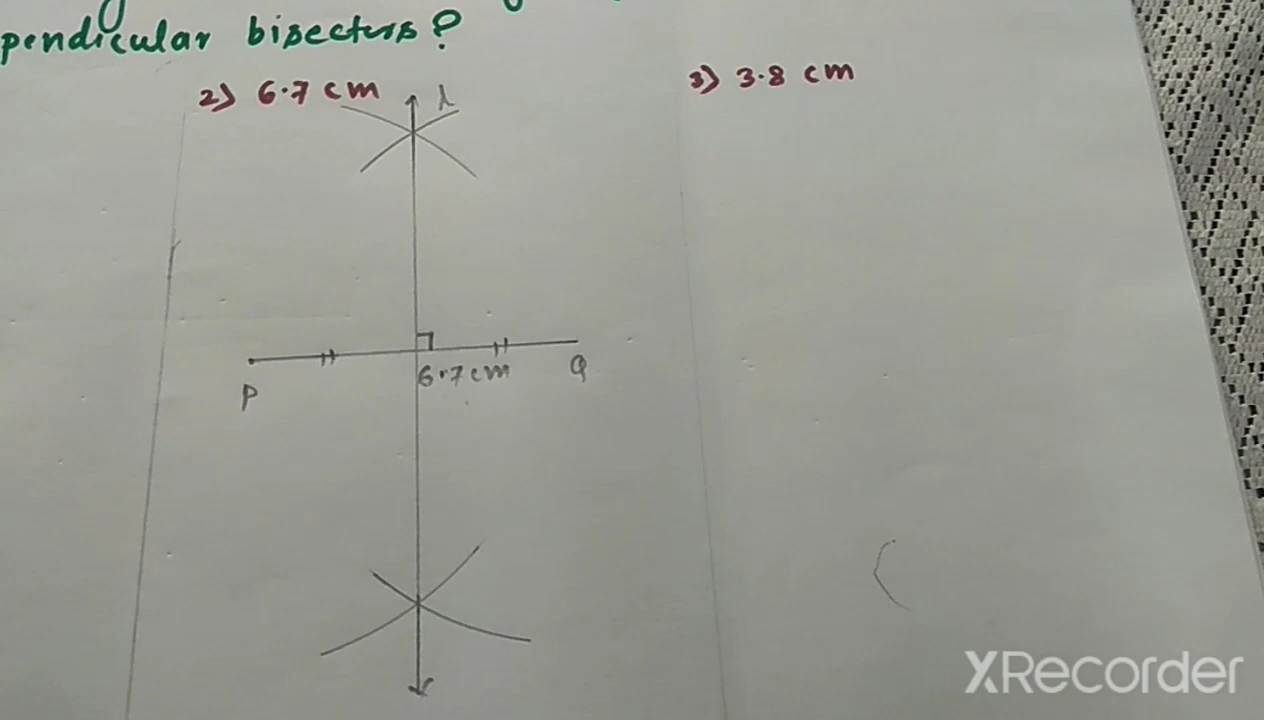 pendicular bisectors?
2) 6.7 cm
3) 3.8 cm
l
6.7 cm
P
Q
XRecorder